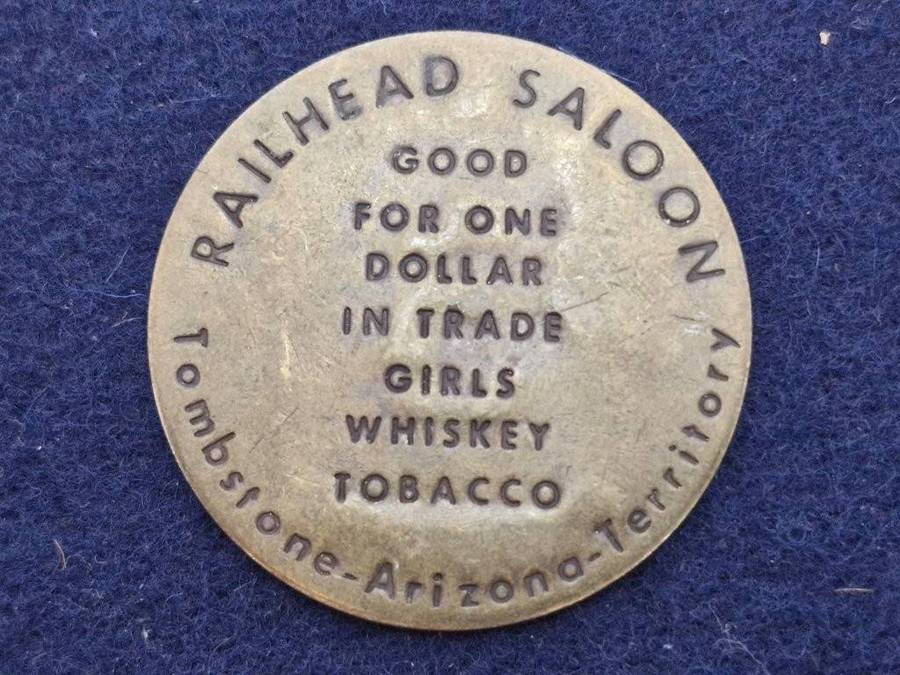 RAILHEAD SALOON
GOOD
FOR ONE
DOLLAR
IN TRADE
GIRLS
WHISKEY
TOBACCO
Tombstone-Arizona-Territory